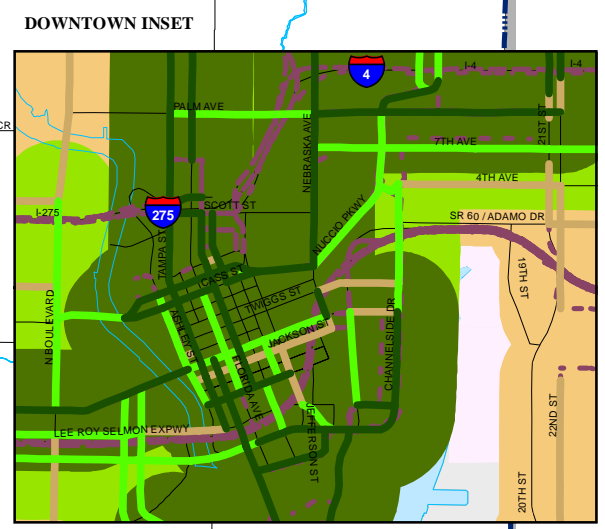 DOWNTOWN INSET
4
I-4
I-4
PALM AVE
21ST ST
CR
NEBRASKA AVE
7TH AVE
4TH AVE
I-275
275
SCOTT ST
NUCCIO PKWY
SR 60 / ADAMO DR
TAMPA ST
CASS ST
19TH ST
TWIGGS ST
N BOULEVARD
ASHLEY ST
JACKSON ST
CHANNELSIDE DR
FLORIDA AVE
22ND ST
JEFFERSON ST
LEE ROY SELMON EXPWY
20TH ST